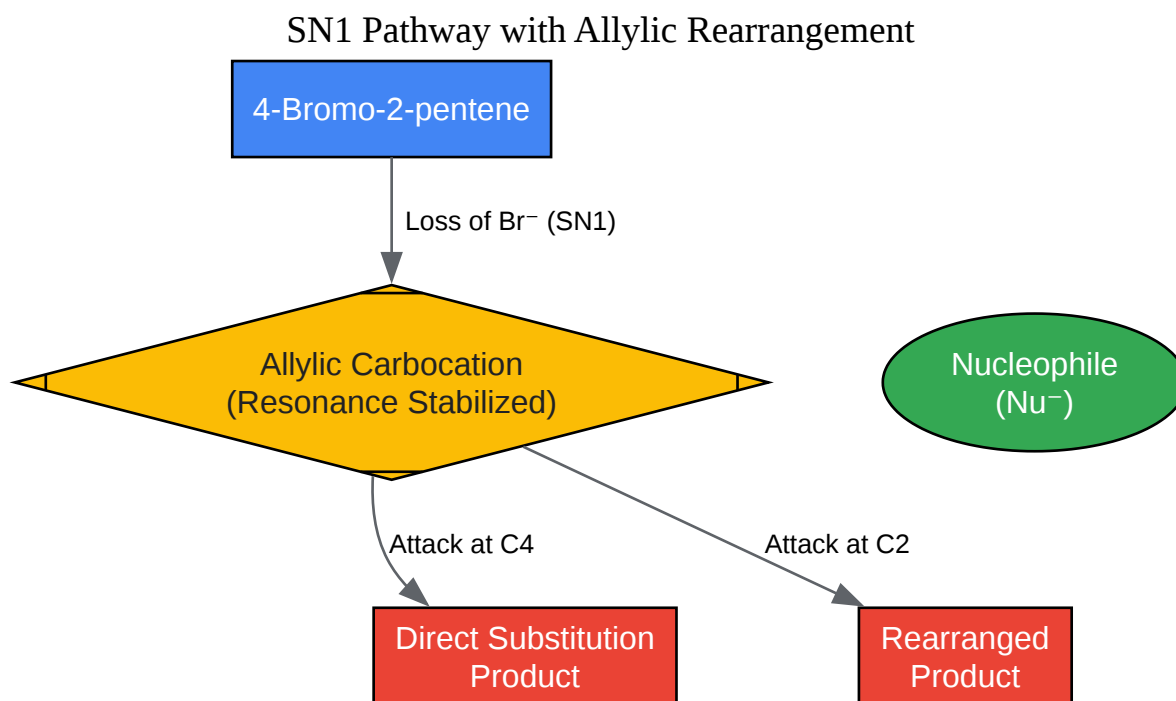 SN1 Pathway with Allylic Rearrangement
4-Bromo-2-pentene
Loss of Br⁻ (SN1)
Allylic Carbocation
(Resonance Stabilized)
Nucleophile
(Nu⁻)
Attack at C4
Attack at C2
Direct Substitution
Product
Rearranged
Product